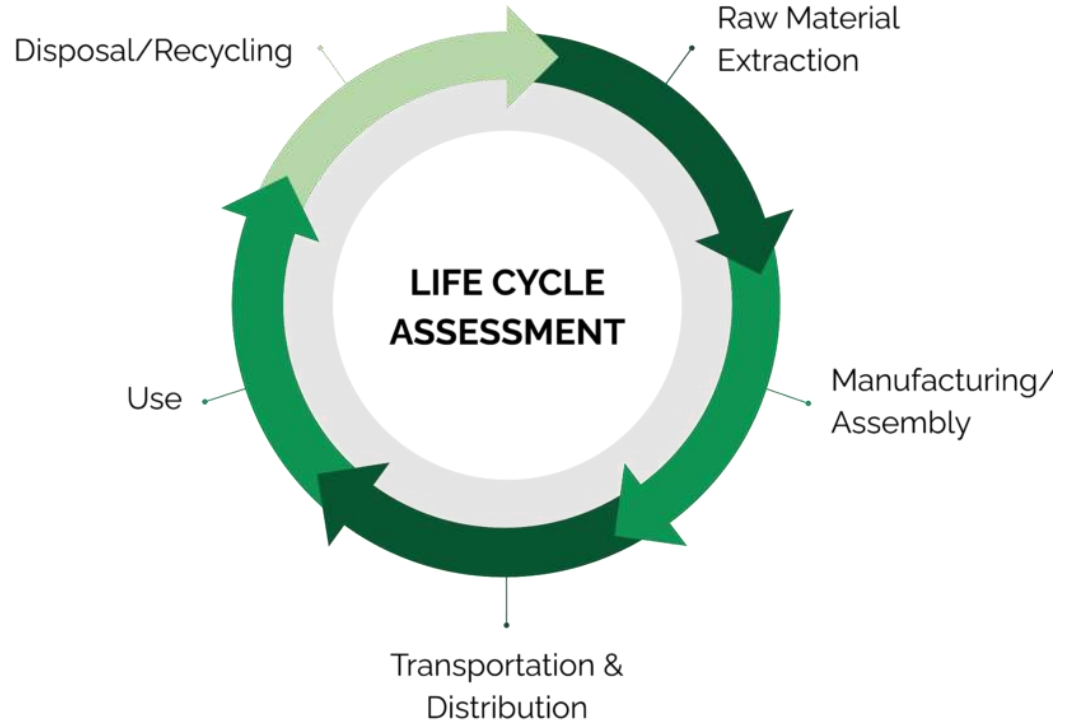 Raw Material
Extraction
Disposal/Recycling
LIFE CYCLE
ASSESSMENT
Manufacturing/
Assembly
Use
Transportation &
Distribution